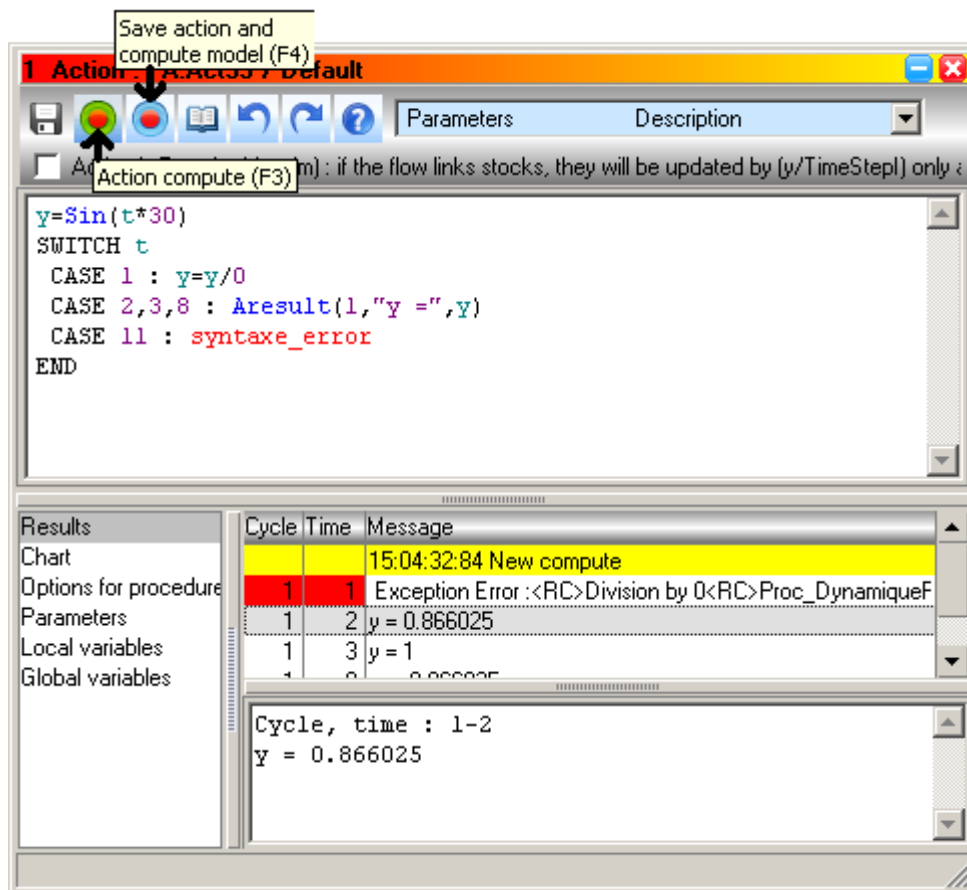 Save action and
compute model (F4)
1 Action : A.Act55 / Default
Parameters Description
Action compute (F3)
m) : if the flow links stocks, they will be updated by (y/TimeStepI) only
y=Sin(t*30)
SWITCH t
CASE 1 : y=y/0
CASE 2,3,8 : Aresult(1,"y =",y)
CASE 11 : syntaxe_error
END
Results
Chart
Options for procedure
Parameters
Local variables
Global variables
Cycle Time Message
15:04:32:84 New compute
1 1 Exception Error :<RC>Division by 0<RC>Proc_DynamiqueF
1 2 y = 0.866025
1 3 y = 1
Cycle, time : 1-2
y = 0.866025